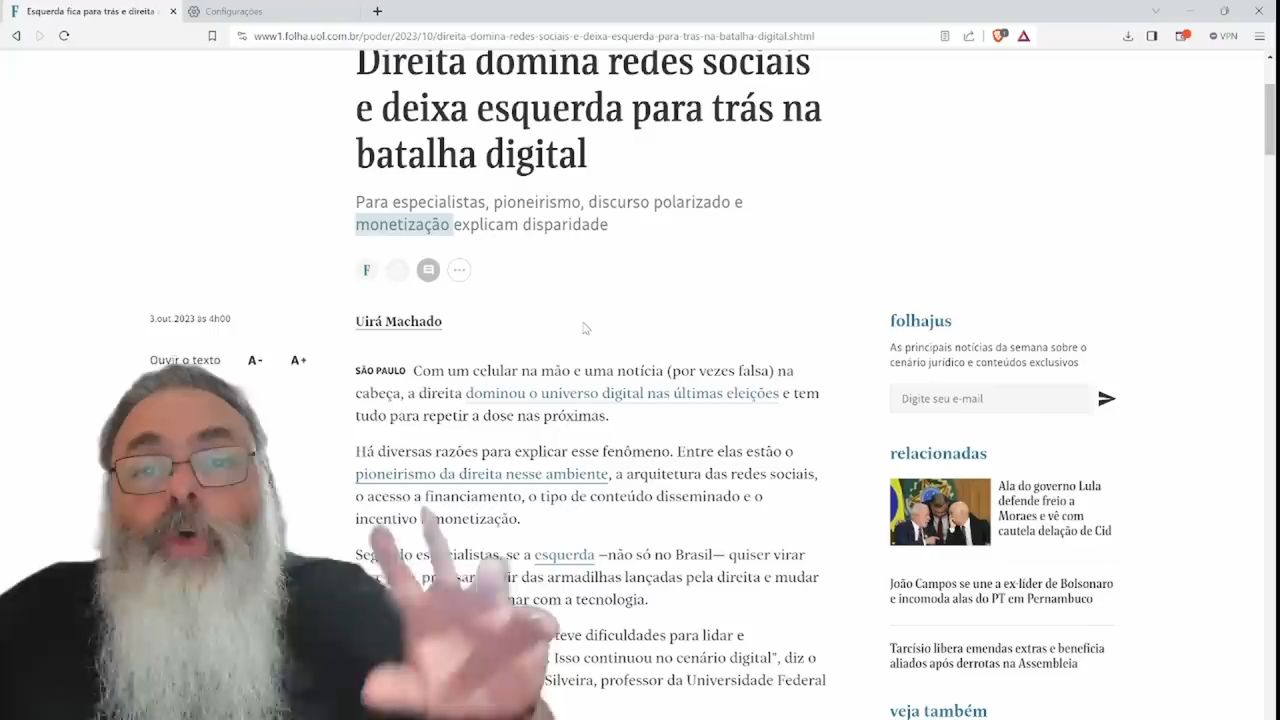 Esquerda fica para trás e direita
Configurações
www1.folha.uol.com.br/poder/2023/10/direita-domina-redes-sociais-e-deixa-esquerda-para-tras-na-batalha-digital.shtml
VPN
Direita domina redes sociais
e deixa esquerda para trás na
batalha digital
Para especialistas, pioneirismo, discurso polarizado e
monetização explicam disparidade
F
3.out.2023 às 4h00
Ouvir o texto A- A+
Uirá Machado
SÃO PAULO Com um celular na mão e uma notícia (por vezes falsa) na
cabeça, a direita dominou o universo digital nas últimas eleições e tem
tudo para repetir a dose nas próximas.
Há diversas razões para explicar esse fenômeno. Entre elas estão o
pioneirismo da direita nesse ambiente, a arquitetura das redes sociais,
o acesso a financiamento, o tipo de conteúdo disseminado e o
incentivo monetização.
se a esquerda —não só no Brasil— quiser virar
das armadilhas lançadas pela direita e mudar
com a tecnologia.
teve dificuldades para lidar e
. Isso continuou no cenário digital", diz o
Silveira, professor da Universidade Federal
folhajus
As principais notícias da semana sobre o
cenário jurídico e conteúdos exclusivos
Digite seu e-mail
relacionadas
Ala do governo Lula
defende freio a
Moraes e vê com
cautela delação de Cid
João Campos se une a ex-líder de Bolsonaro
e incomoda alas do PT em Pernambuco
Tarcísio libera emendas extras e beneficia
aliados após derrotas na Assembleia
veja também